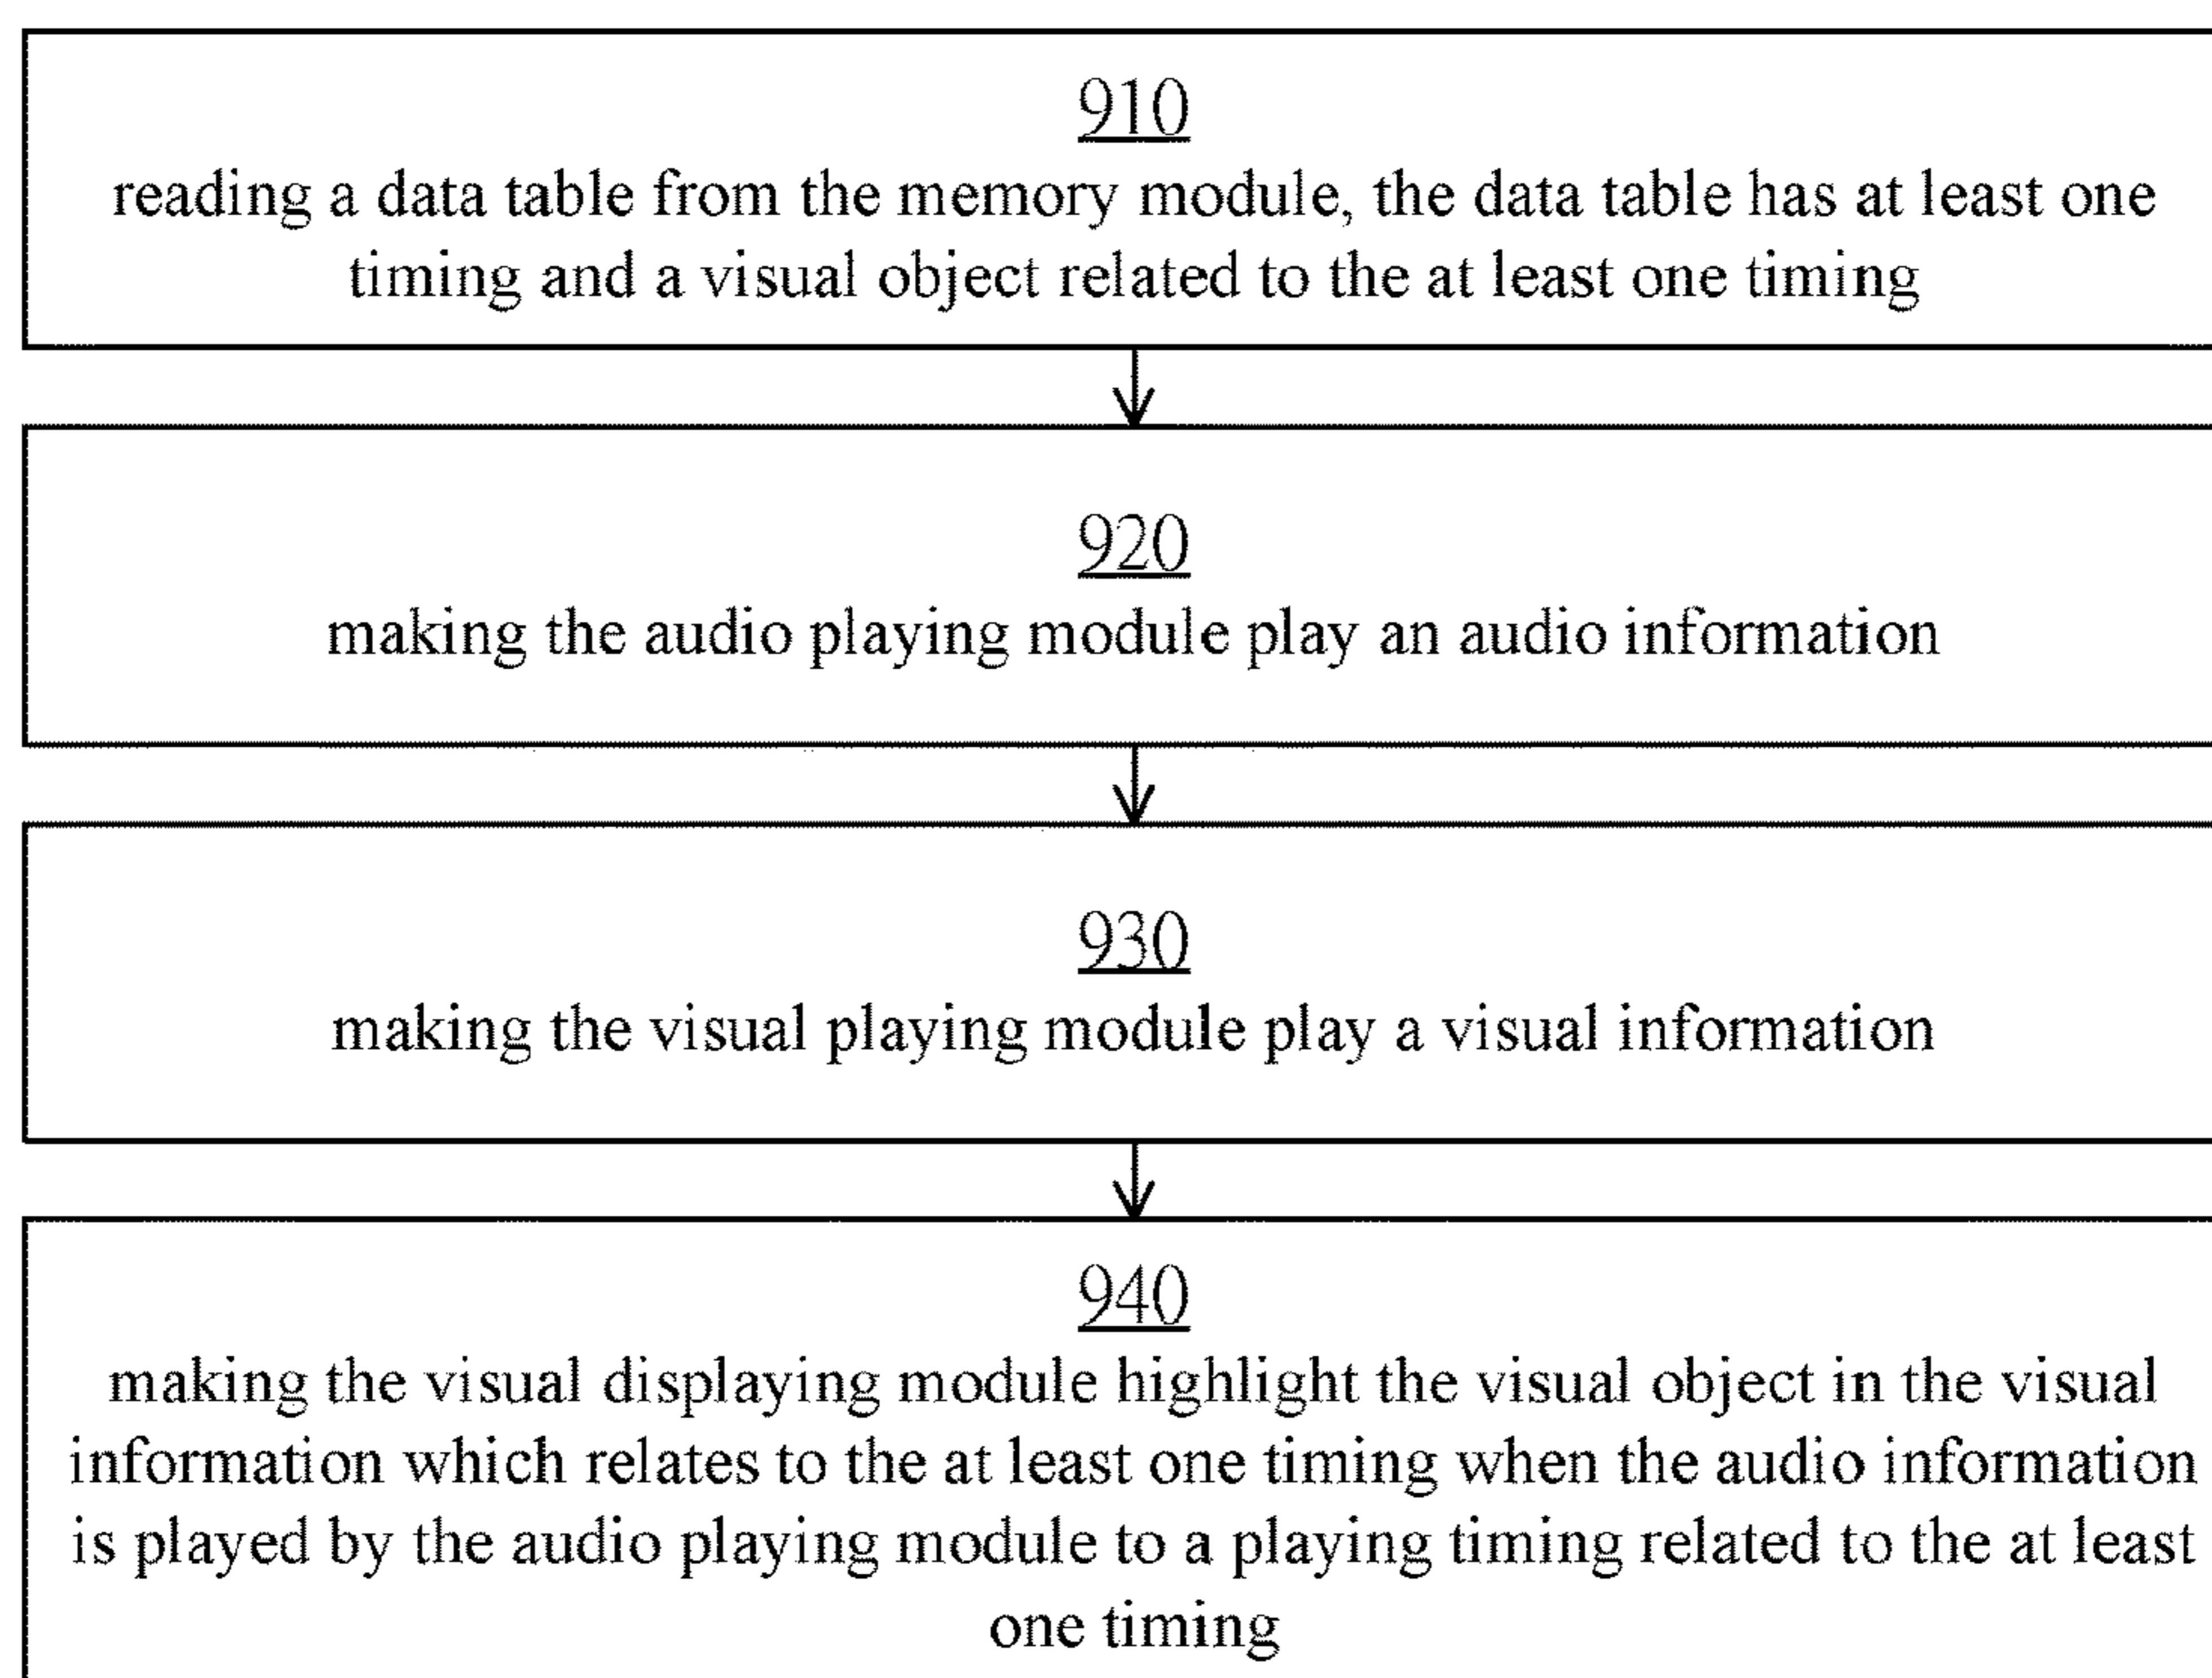 910
reading a data table from the memory module, the data table has at least one
timing and a visual object related to the at least one timing
920
making the audio playing module play an audio information
930
making the visual playing module play a visual information
940
making the visual displaying module highlight the visual object in the visual
information which relates to the at least one timing when the audio information
is played by the audio playing module to a playing timing related to the at least
one timing